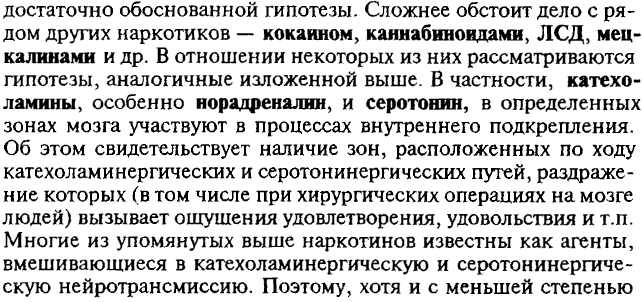 достаточно обоснованной гипотезы. Сложнее обстоит дело с ря-
дом других наркотиков — кокаином, каннабиноидами, ЛСД, мец-
калинами и др. В отношении некоторых из них рассматриваются
гипотезы, аналогичные изложенной выше. В частности, катехо-
ламины, особенно норадреналин, и серотонин, в определенных
зонах мозга участвуют в процессах внутреннего подкрепления.
Об этом свидетельствует наличие зон, расположенных по ходу
катехоламинергических и серотонинергических путей, раздраже-
ние которых (в том числе при хирургических операциях на мозге
людей) вызывает ощущения удовлетворения, удовольствия и т.п.
Многие из упомянутых выше наркотинов известны как агенты,
вмешивающиеся в катехоламинергическую и серотонинергиче-
скую нейротрансмиссию. Поэтому, хотя и с меньшей степенью